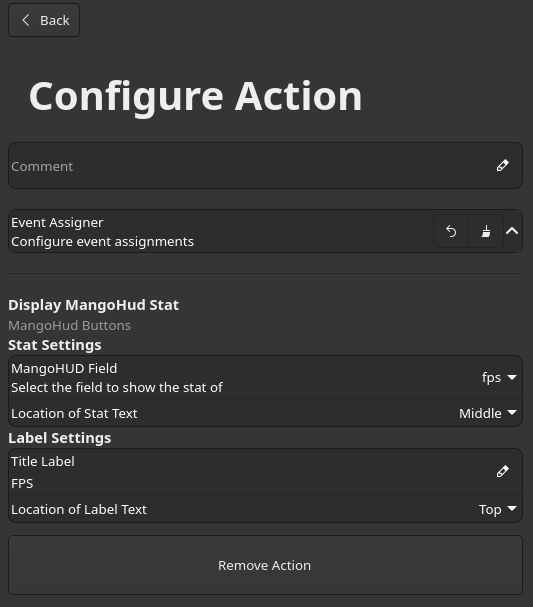 Back
Configure Action
Comment
Event Assigner
Configure event assignments
Display MangoHud Stat
MangoHud Buttons
Stat Settings
MangoHUD Field
Select the field to show the stat of
fps
Location of Stat Text
Middle
Label Settings
Title Label
FPS
Location of Label Text
Top
Remove Action